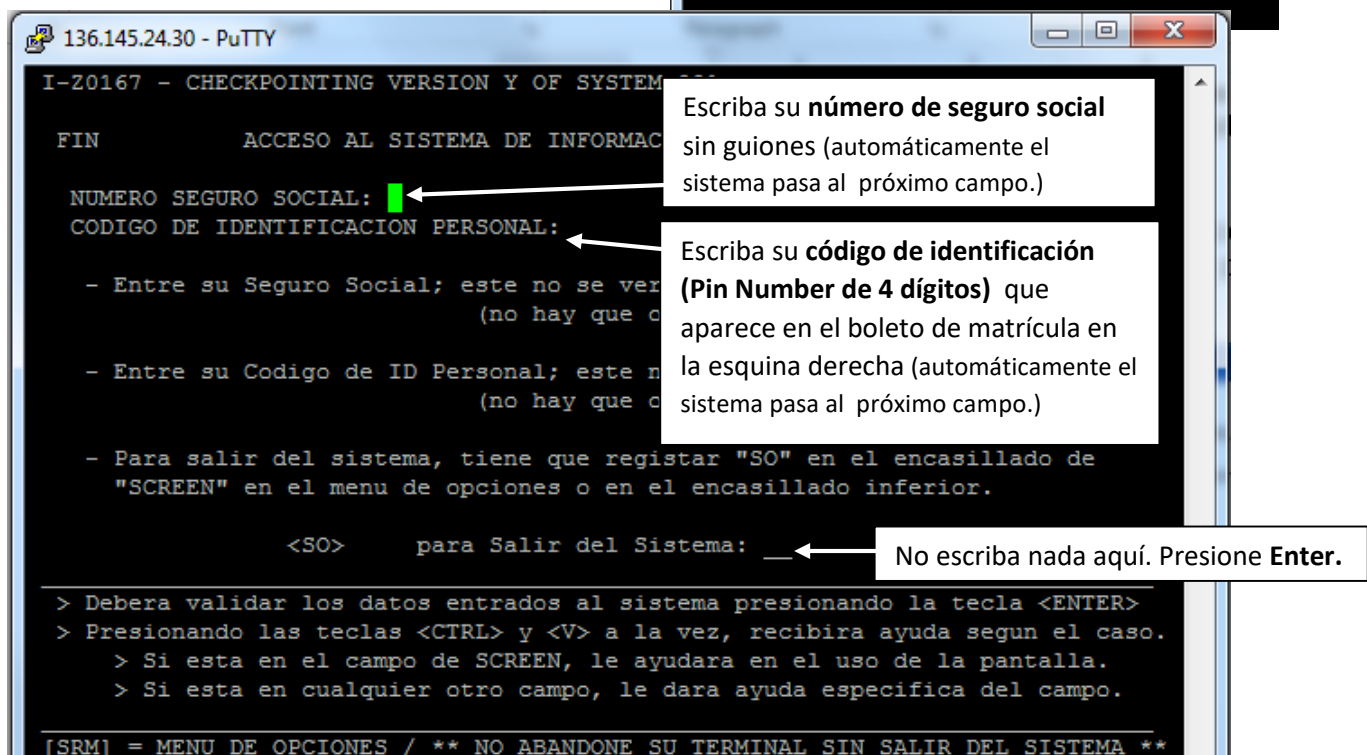 136.145.24.30 - PuTTY
I-Z0167 - CHECKPOINTING VERSION Y OF SYSTEM
FIN ACCESO AL SISTEMA DE INFORMAC
NUMERO SEGURO SOCIAL:
CODIGO DE IDENTIFICACION PERSONAL:
Escriba su número de seguro social
sin guiones (automáticamente el
sistema pasa al próximo campo.)
Escriba su código de identificación
(Pin Number de 4 dígitos) que
aparece en el boleto de matrícula en
la esquina derecha (automáticamente el
sistema pasa al próximo campo.)
- Entre su Seguro Social; este no se ver
(no hay que
- Entre su Codigo de ID Personal; este n
(no hay que
- Para salir del sistema, tiene que registar "SO" en el encasillado de
"SCREEN" en el menu de opciones o en el encasillado inferior.
<SO> para Salir del Sistema: __
No escriba nada aquí. Presione Enter.
> Debera validar los datos entrados al sistema presionando la tecla <ENTER>
> Presionando las teclas <CTRL> y <V> a la vez, recibira ayuda segun el caso.
> Si esta en el campo de SCREEN, le ayudara en el uso de la pantalla.
> Si esta en cualquier otro campo, le dara ayuda especifica del campo.
[SRM] = MENU DE OPCIONES / ** NO ABANDONE SU TERMINAL SIN SALIR DEL SISTEMA **